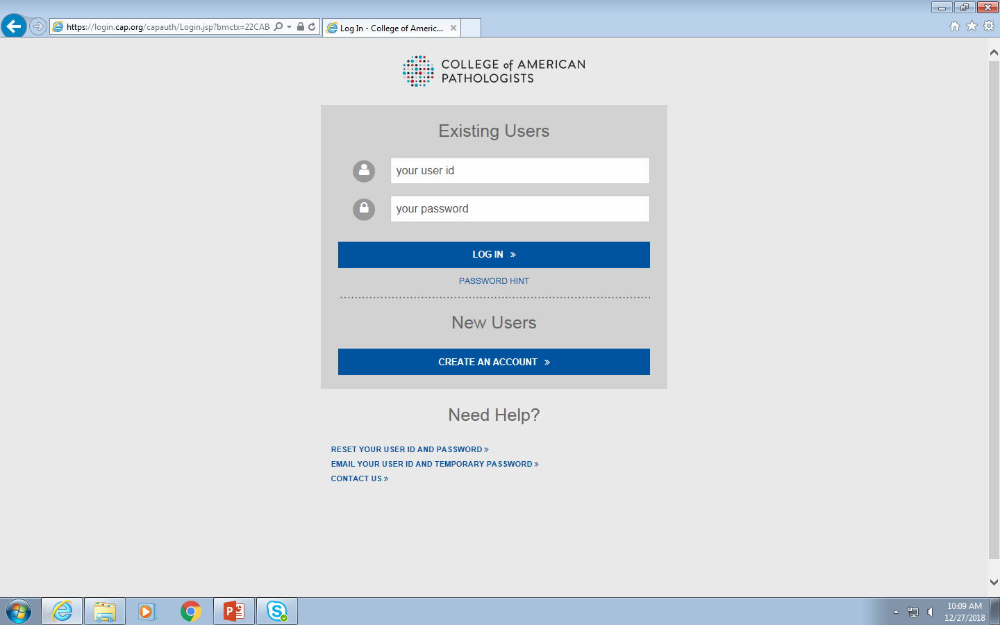 https://login.cap.org/capauth/Login.jsp?bmctx=22CAB
Log In - College of Americ...
COLLEGE of AMERICAN
PATHOLOGISTS
Existing Users
your user id
your password
LOG IN »
PASSWORD HINT
New Users
CREATE AN ACCOUNT »
Need Help?
RESET YOUR USER ID AND PASSWORD »
EMAIL YOUR USER ID AND TEMPORARY PASSWORD »
CONTACT US »
10:09 AM
12/27/2018